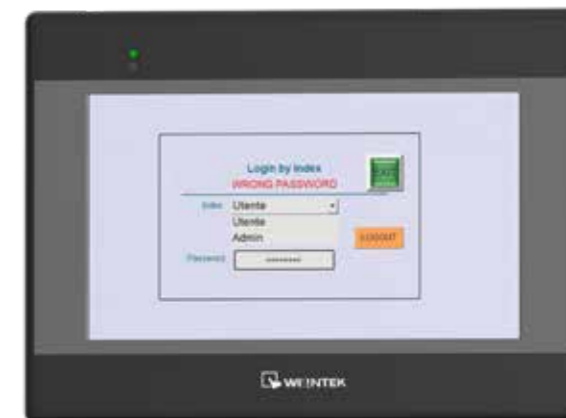 Login by Index
WRONG PASSWORD
EXIT
Index Utente
Utente
Admin
LOGOUT
Password ********
WEINTEK